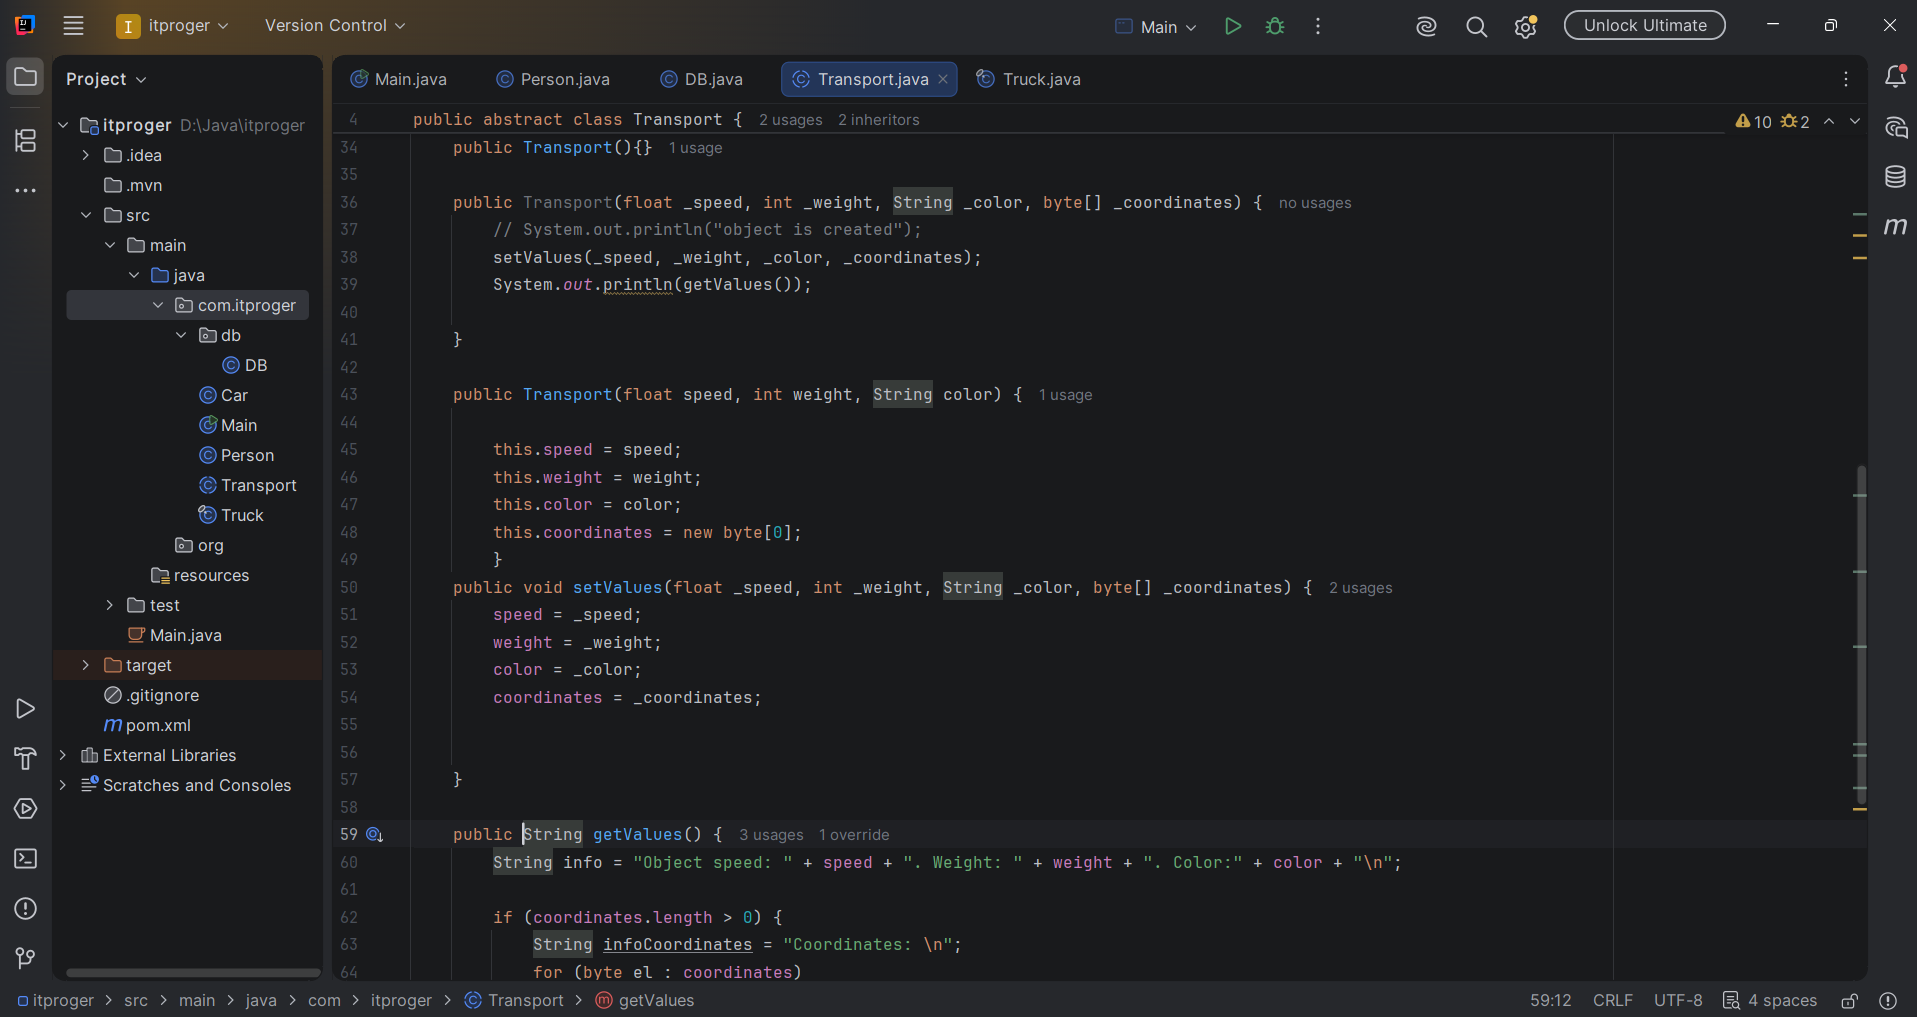 I itproger Version Control Main Unlock Ultimate
Project
Main.java Person.java DB.java Transport.java Truck.java
itproger D:\Java\itproger
.idea
.mvn
src
main
java
com.itproger
db
DB
Car
Main
Person
Transport
Truck
org
resources
test
Main.java
target
.gitignore
pom.xml
External Libraries
Scratches and Consoles
4 public abstract class Transport { 2 usages 2 inheritors 10 2
34 public Transport(){} 1 usage
35
36 public Transport(float _speed, int _weight, String _color, byte[] _coordinates) { no usages
37 // System.out.println("object is created");
38 setValues(_speed, _weight, _color, _coordinates);
39 System.out.println(getValues());
40
41 }
42
43 public Transport(float speed, int weight, String color) { 1 usage
44
45 this.speed = speed;
46 this.weight = weight;
47 this.color = color;
48 this.coordinates = new byte[0];
49 }
50 public void setValues(float _speed, int _weight, String _color, byte[] _coordinates) { 2 usages
51 speed = _speed;
52 weight = _weight;
53 color = _color;
54 coordinates = _coordinates;
55
56
57 }
58
59 public String getValues() { 3 usages 1 override
60 String info = "Object speed: " + speed + ". Weight: " + weight + ". Color:" + color + "\n";
61
62 if (coordinates.length > 0) {
63 String infoCoordinates = "Coordinates: \n";
64 for (byte el : coordinates)
itproger > src > main > java > com > itproger > Transport > getValues 59:12 CRLF UTF-8 4 spaces